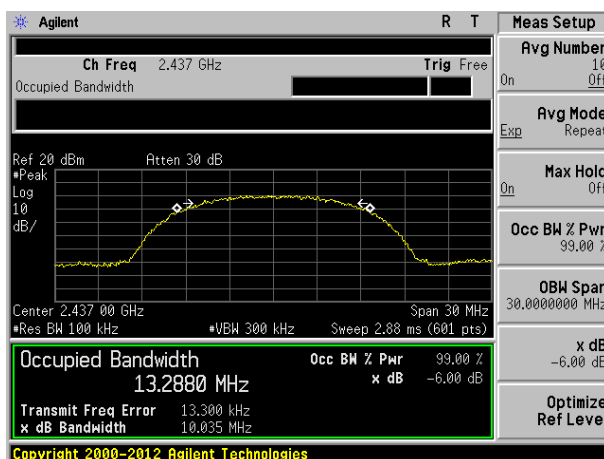 Agilent R T Meas Setup
Ch Freq 2.437 GHz Trig Free
Occupied Bandwidth
Ref 20 dBm Atten 30 dB
#Peak
Log
10
dB/
Center 2.437 00 GHz Span 30 MHz
#Res BW 100 kHz #VBW 300 kHz Sweep 2.88 ms (601 pts)
Occupied Bandwidth Occ BW % Pwr 99.00 %
13.2880 MHz x dB -6.00 dB
Transmit Freq Error 13.300 kHz
x dB Bandwidth 10.035 MHz
Copyright 2000-2012 Agilent Technologies
Avg Number
10
On Off
Avg Mode
Exp Repeat
Max Hold
On Off
Occ BW % Pwr
99.00 %
OBW Span
30.0000000 MHz
x dB
-6.00 dB
Optimize
Ref Level